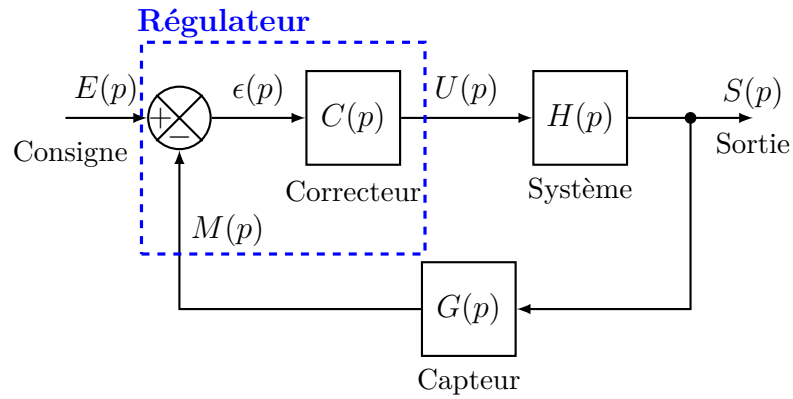 Régulateur
E(p)
ϵ(p)
U(p)
S(p)
+
−
C(p)
H(p)
Consigne
Sortie
Correcteur
Système
M(p)
G(p)
Capteur